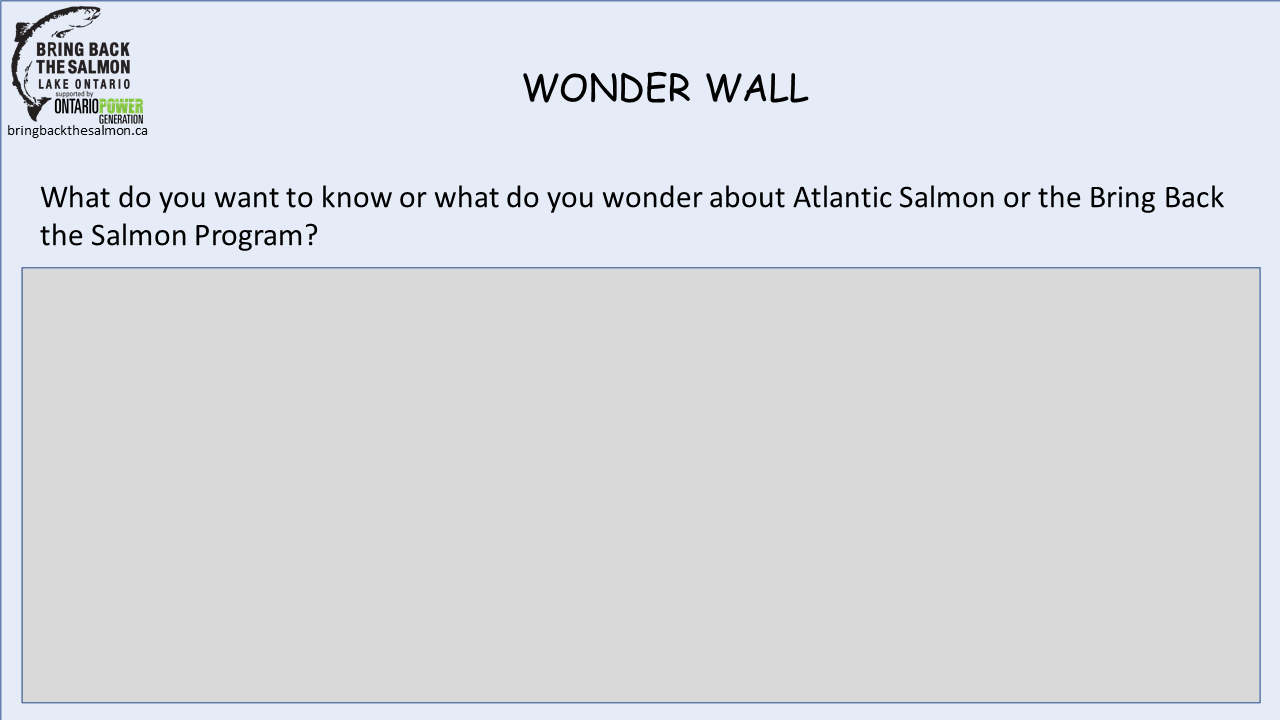 BRING BACK
THE SALMON
LAKE ONTARIO
supported by
ONTARIOPOWER
GENERATION
bringbackthesalmon.ca
WONDER WALL
What do you want to know or what do you wonder about Atlantic Salmon or the Bring Back
the Salmon Program?